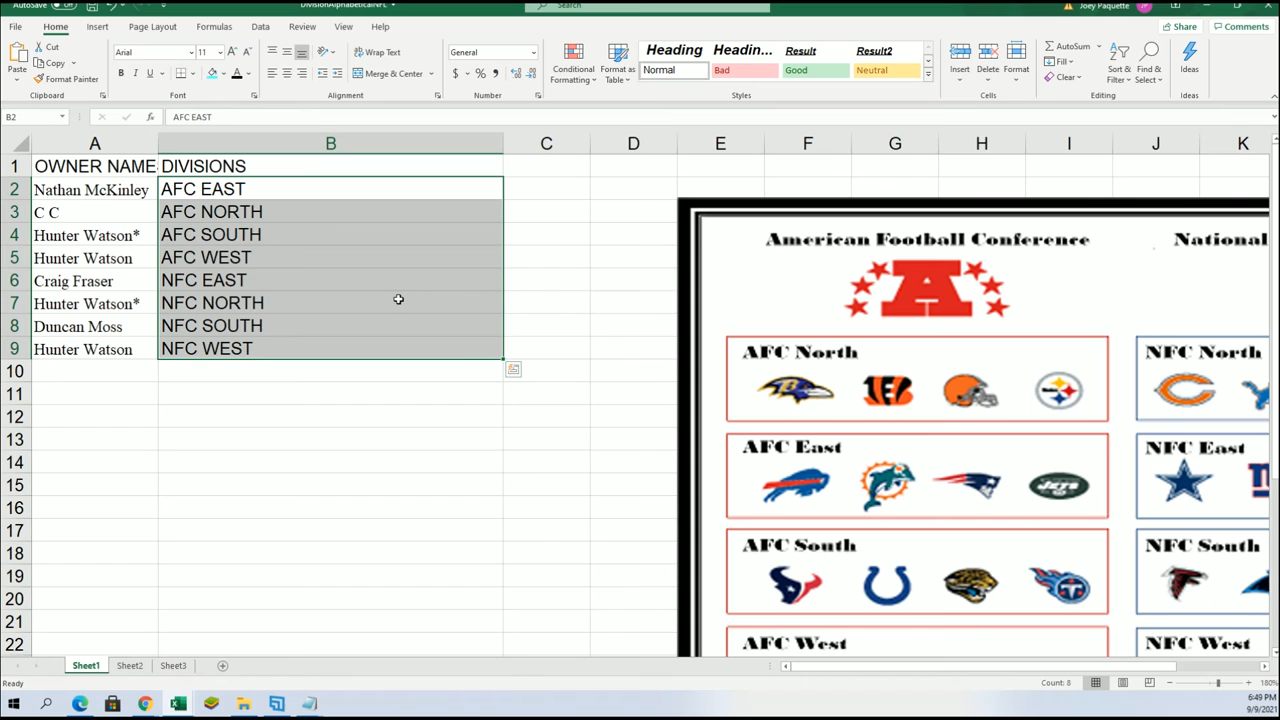 AutoSave Off
Search
Joey Paquette JP
File Home Insert Page Layout Formulas Data Review View Help Share Comments
Paste Cut Copy Format Painter Clipboard
Arial 11 Font
Wrap Text Merge & Center Alignment
General Number
Conditional Formatting Format as Table
Heading Headin... Result Result2
Normal Bad Good Neutral
Styles
Insert Delete Format Cells
AutoSum Fill Clear Sort & Filter Find & Select Editing
Ideas Ideas
B2 AFC EAST
A B C D E F G H I J K
1 OWNER NAME DIVISIONS
2 Nathan McKinley AFC EAST
3 C C AFC NORTH
4 Hunter Watson* AFC SOUTH
5 Hunter Watson AFC WEST
6 Craig Fraser NFC EAST
7 Hunter Watson* NFC NORTH
8 Duncan Moss NFC SOUTH
9 Hunter Watson NFC WEST
10
11
12
13
14
15
16
17
18
19
20
21
22
American Football Conference National
AFC North NFC North
AFC East NFC East
JETS
AFC South NFC South
AFC West NFC West
Sheet1 Sheet2 Sheet3
Ready Count: 8 180%
6:49 PM
9/9/2021